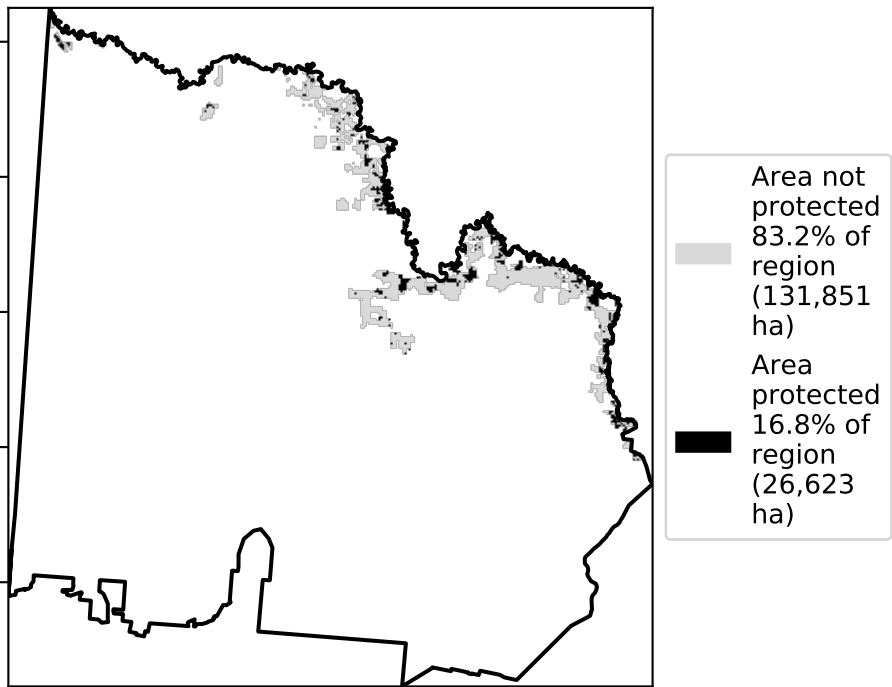 Area not
protected
83.2% of
region
(131,851
ha)
Area
protected
16.8% of
region
(26,623
ha)